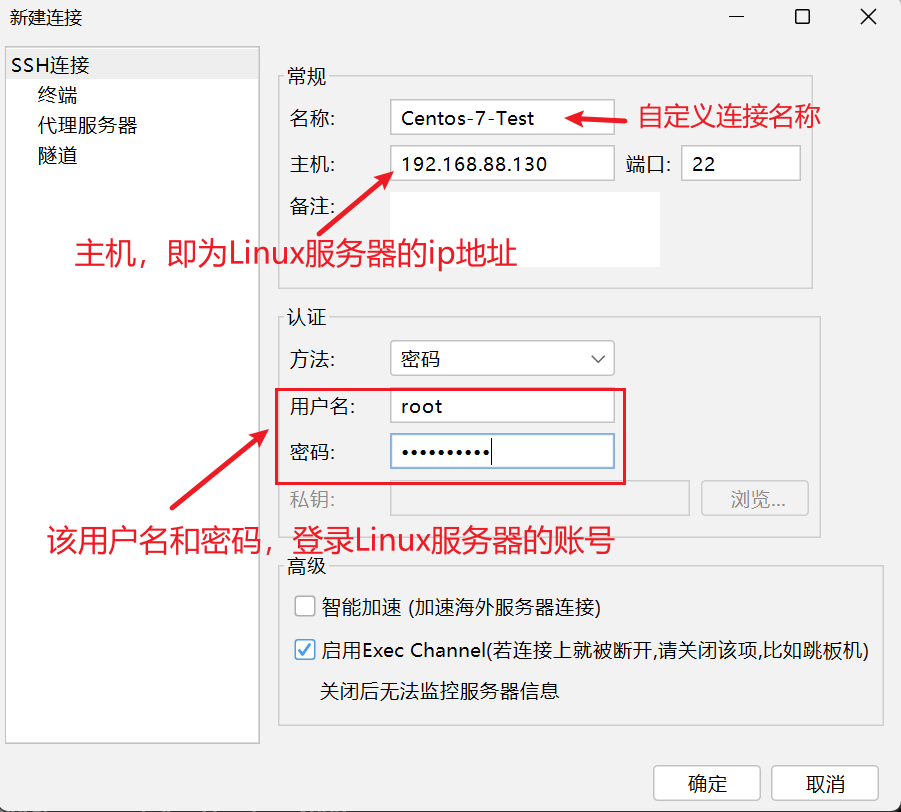 新建连接
SSH连接
终端
代理服务器
隧道
常规
名称: Centos-7-Test 自定义连接名称
主机: 192.168.88.130 端口: 22
备注:
主机，即为Linux服务器的ip地址
认证
方法: 密码
用户名: root
密码: ••••••••••
私钥: 浏览...
该用户名和密码，登录Linux服务器的账号
高级
智能加速 (加速海外服务器连接)
启用Exec Channel(若连接上就被断开,请关闭该项,比如跳板机)
关闭后无法监控服务器信息
确定 取消